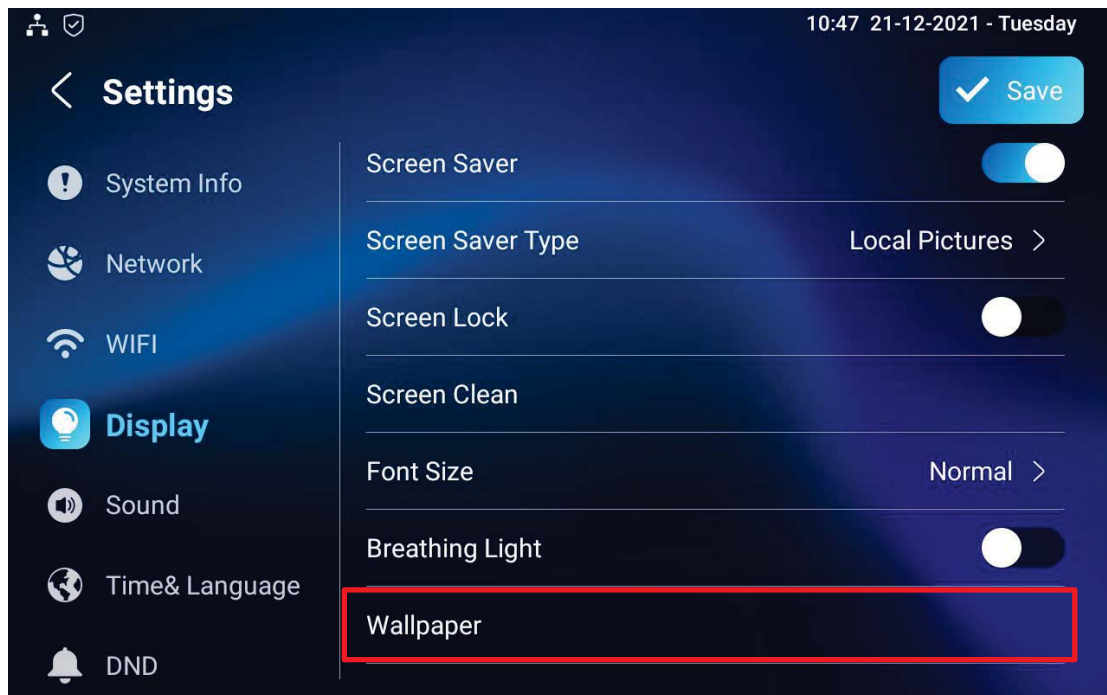 10:47 21-12-2021 - Tuesday
Settings
Save
System Info
Network
WIFI
Display
Sound
Time& Language
DND
Screen Saver
Screen Saver Type Local Pictures
Screen Lock
Screen Clean
Font Size Normal
Breathing Light
Wallpaper